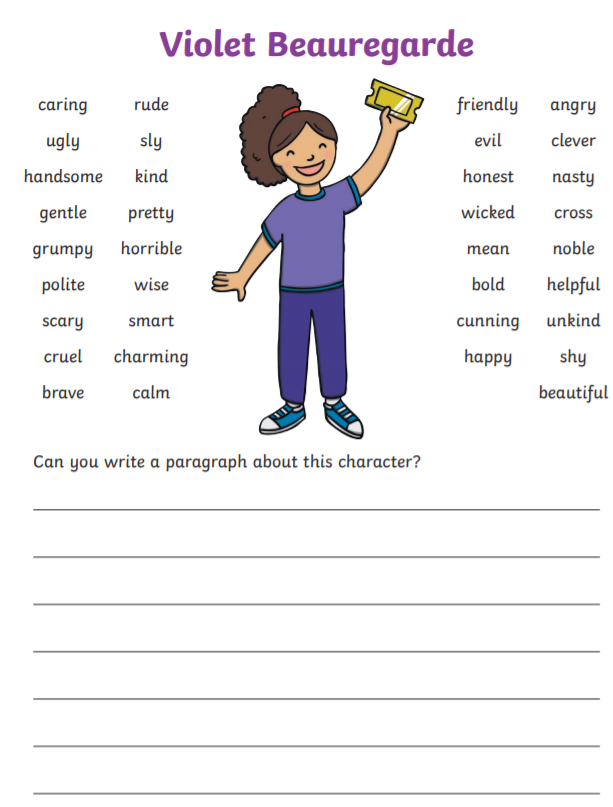 Violet Beauregarde
caring rude friendly angry
ugly sly evil clever
handsome kind honest nasty
gentle pretty wicked cross
grumpy horrible mean noble
polite wise bold helpful
scary smart cunning unkind
cruel charming happy shy
brave calm beautiful
Can you write a paragraph about this character?